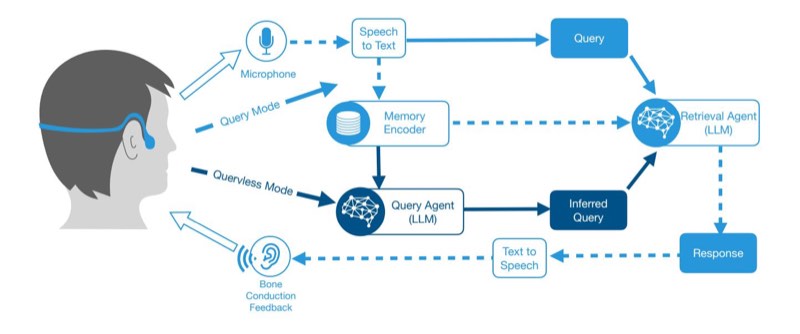 Speech
to Text
Query
Microphone
Query Mode
Memory
Encoder
Retrieval Agent
(LLM)
Queryless Mode
Query Agent
(LLM)
Inferred
Query
Text to
Speech
Response
Bone
Conduction
Feedback